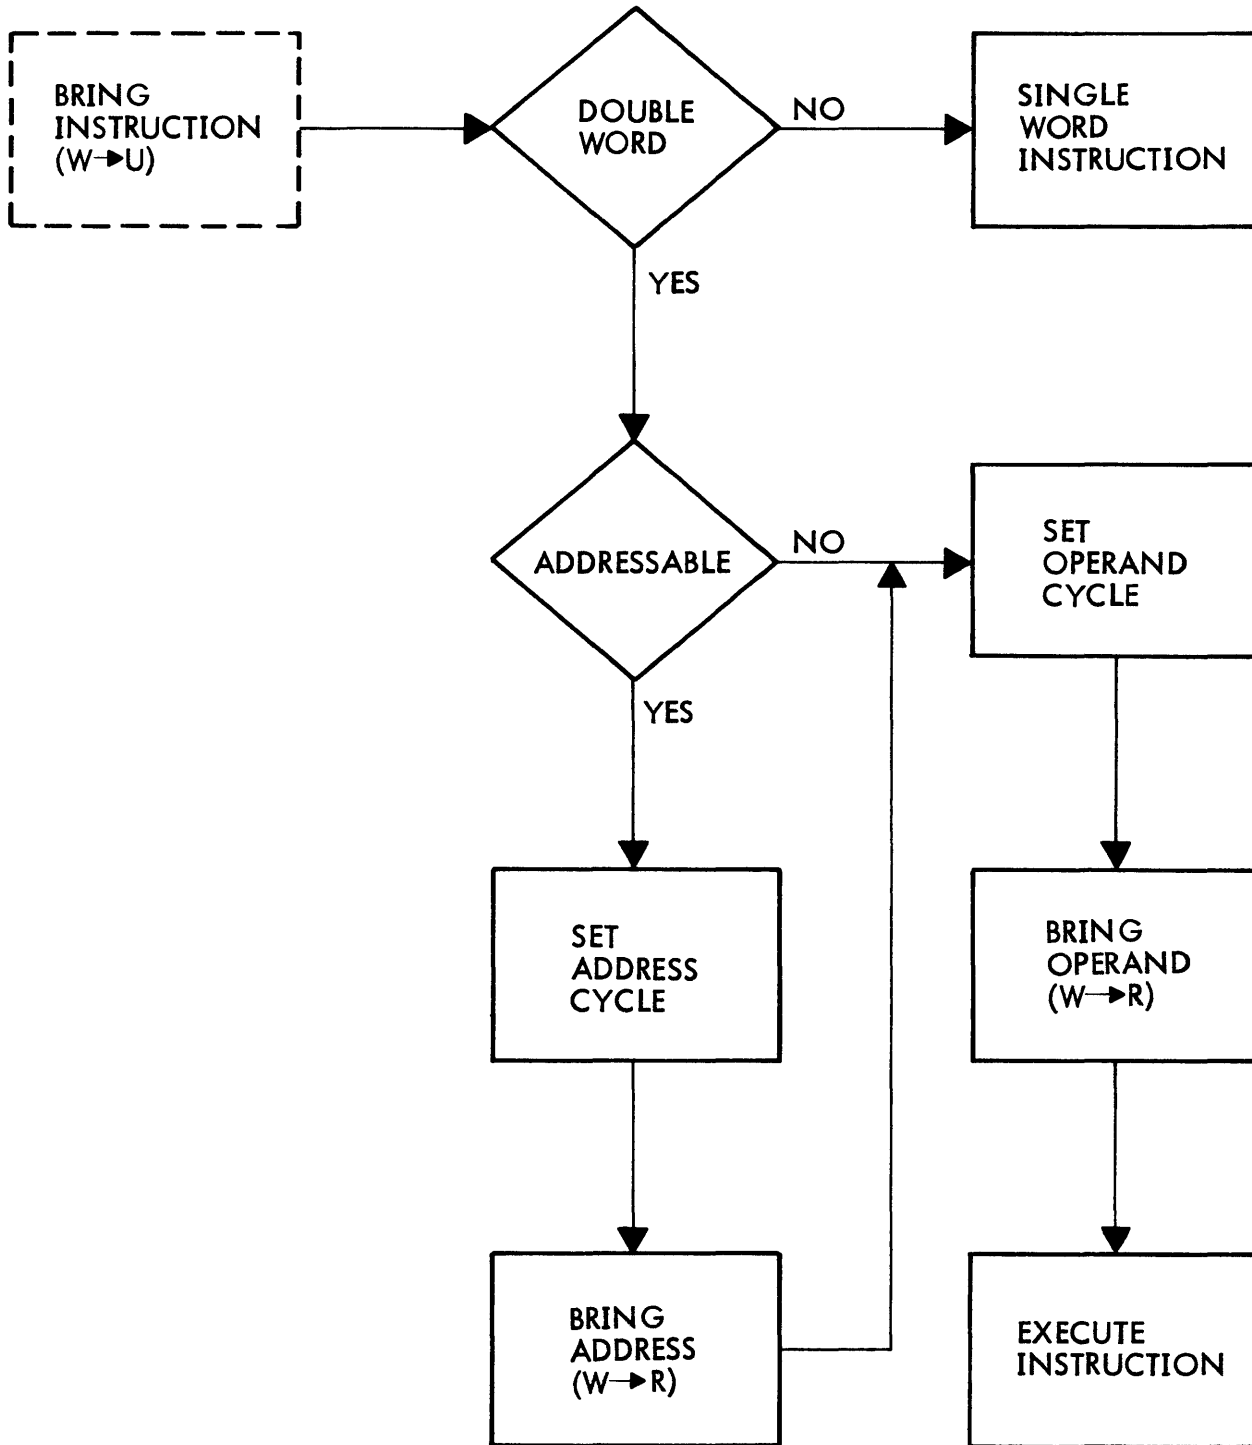 BRING
INSTRUCTION
(W→U)
DOUBLE
WORD
NO
SINGLE
WORD
INSTRUCTION
YES
ADDRESSABLE
NO
SET
OPERAND
CYCLE
YES
SET
ADDRESS
CYCLE
BRING
OPERAND
(W→R)
BRING
ADDRESS
(W→R)
EXECUTE
INSTRUCTION